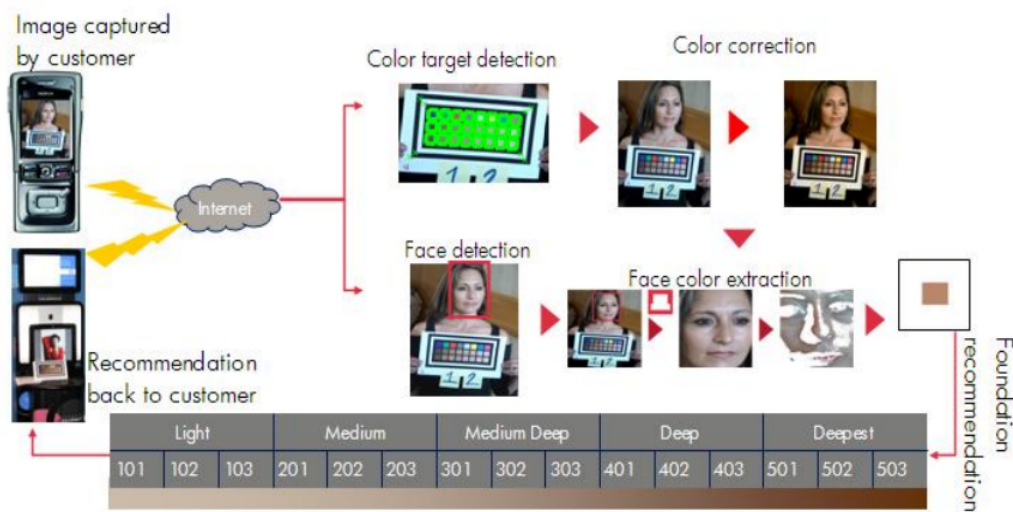 Image captured
by customer
Color target detection
Color correction
1 2
1 2
1 2
Internet
Face detection
Face color extraction
1 2
Recommendation
back to customer
Foundation
recommendation
Light Medium Medium Deep Deep Deepest
101 102 103 201 202 203 301 302 303 401 402 403 501 502 503